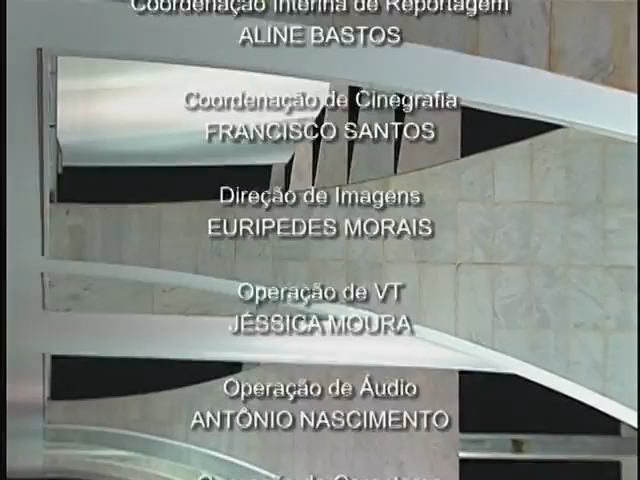 Coordenação Interina de Reportagem
ALINE BASTOS
Coordenação de Cinegrafia
FRANCISCO SANTOS
Direção de Imagens
EURIPEDES MORAIS
Operação de VT
JÉSSICA MOURA
Operação de Áudio
ANTÔNIO NASCIMENTO